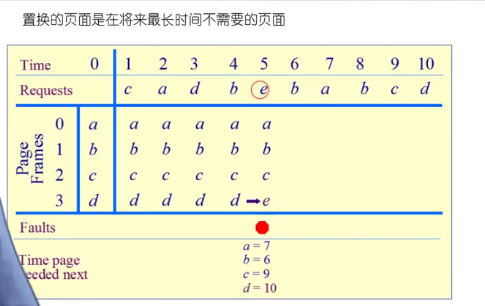 置换的页面是在将来最长时间不需要的页面
Time 0 1 2 3 4 5 6 7 8 9 10
Requests c a d b e b a b c d
Page Frames
0 a a a a a a
1 b b b b b b
2 c c c c c c
3 d d d d d ➡e
Faults
Time page
needed next
a = 7
b = 6
c = 9
d = 10